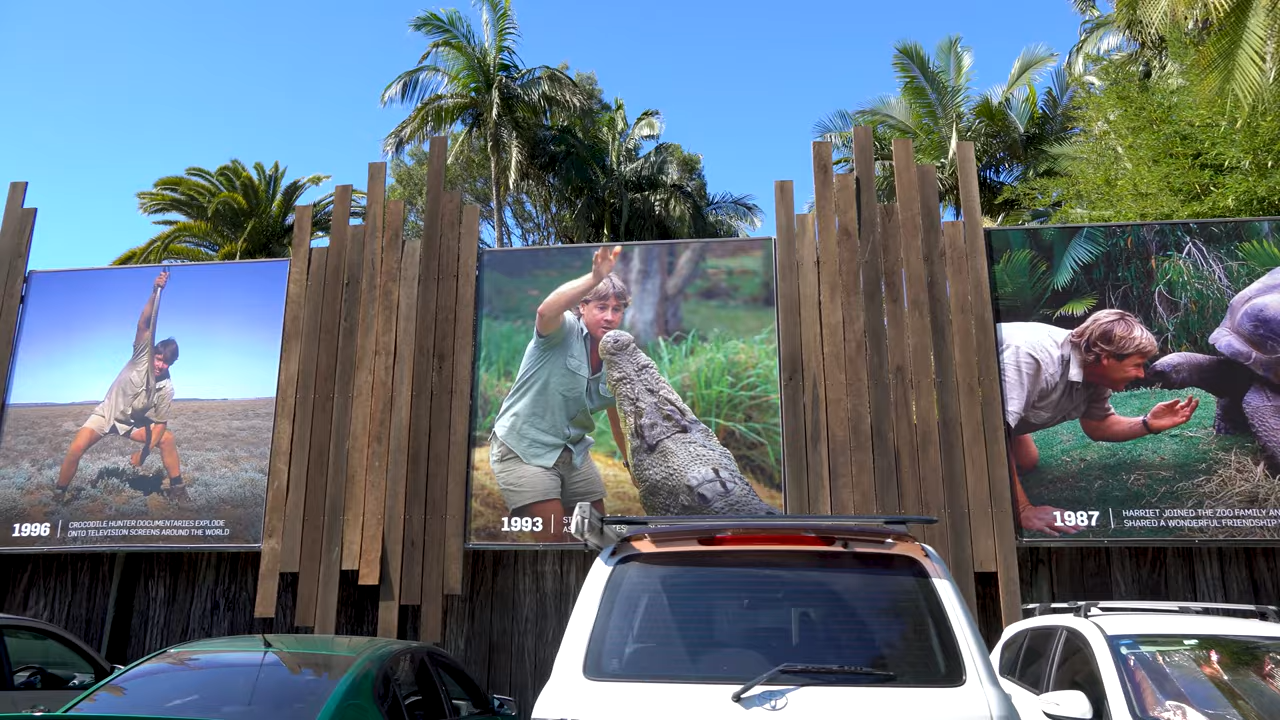 1996
CROCODILE HUNTER DOCUMENTARIES EXPLODE
ONTO TELEVISION SCREENS AROUND THE WORLD
1993
1987
HARRIET JOINED THE ZOO FAMILY
SHARED A WONDERFUL FRIENDSHIP